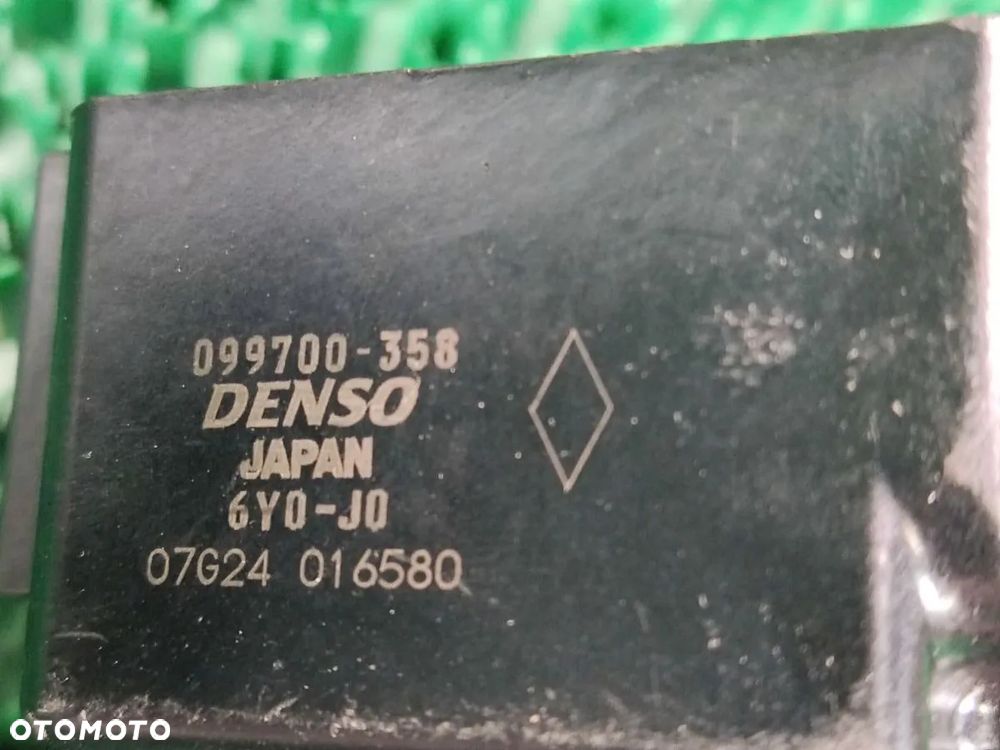 099700-358
DENSO
JAPAN
6Y0-J0
07G24 016580
OTOMOTO